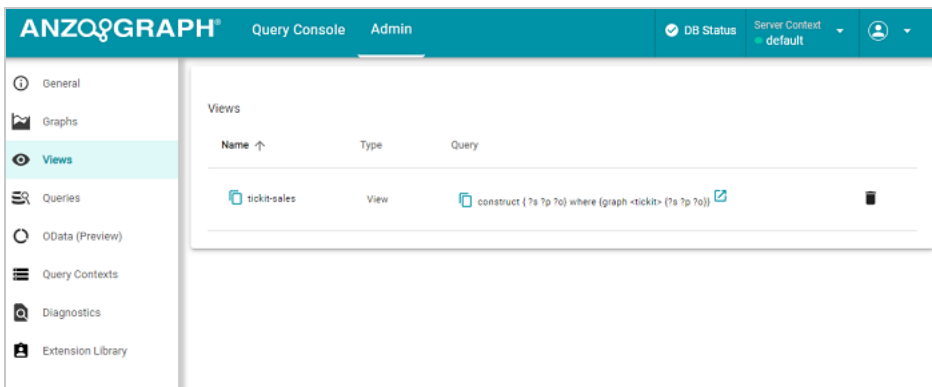 ANZOGRAPH®
Query Console
Admin
DB Status
Server Context
default
General
Graphs
Views
Queries
OData (Preview)
Query Contexts
Diagnostics
Extension Library
Views
Name Type Query
tickit-sales View construct { ?s ?p ?o} where {graph <tickit> {?s ?p ?o}}